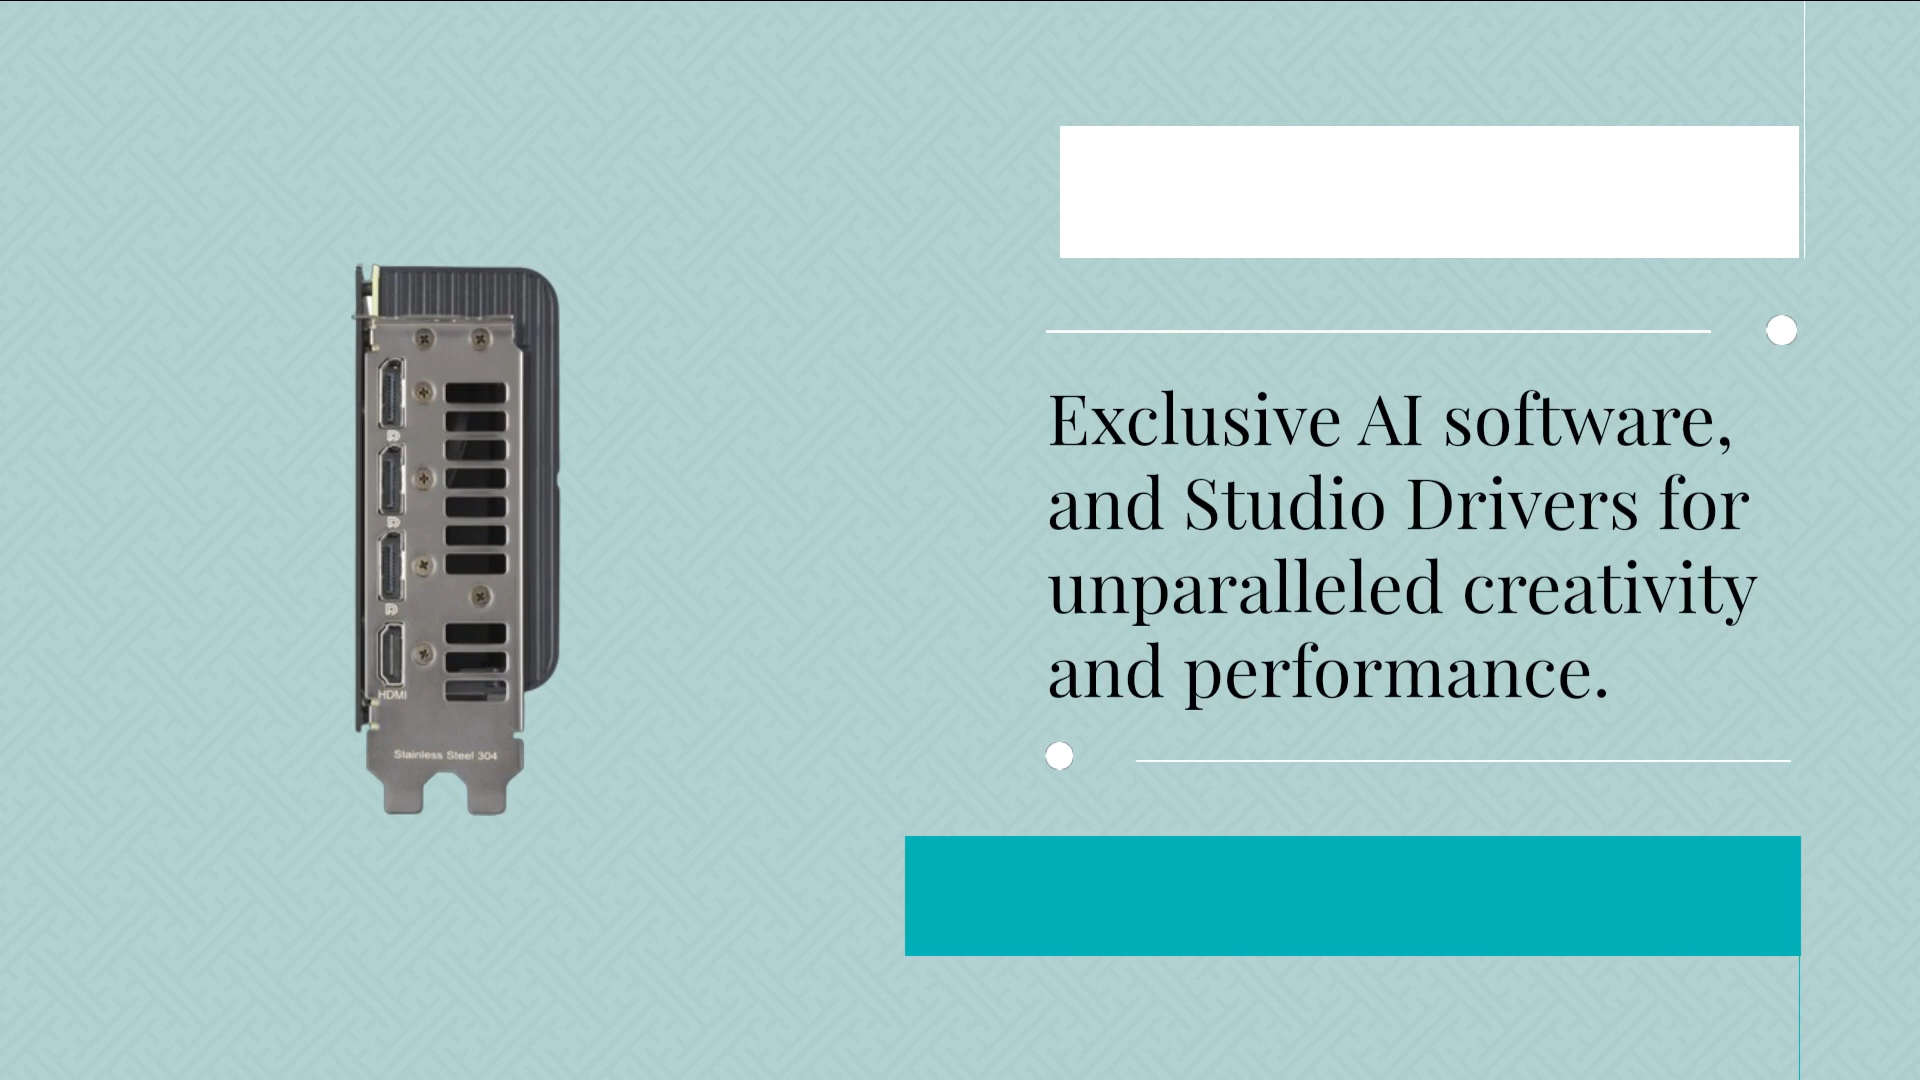 Exclusive AI software,
and Studio Drivers for
unparalleled creativity
and performance.
HDMI
Stainless Steel 304